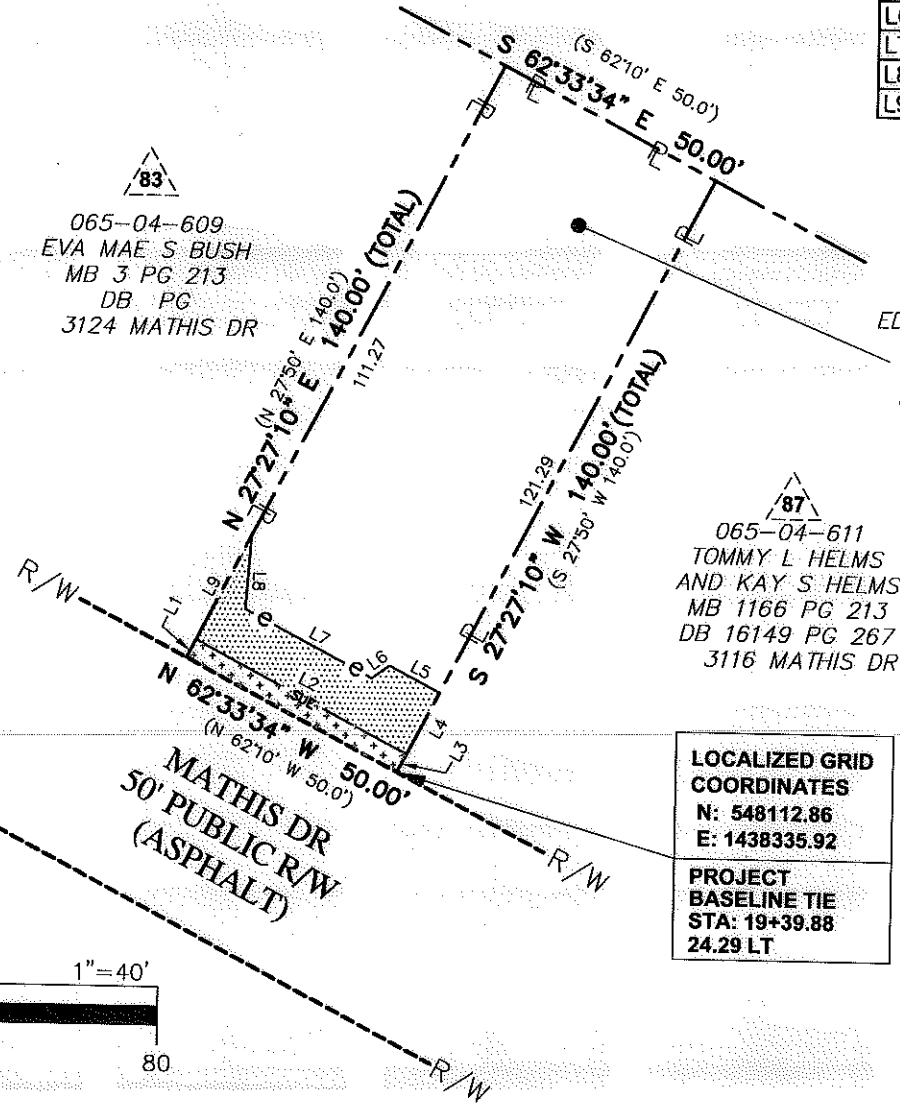 L7
L8
L9
S 62°33'34" E 50.00'
(S 62°10' E 50.0')
83
065-04-609
EVA MAE S BUSH
MB 3 PG 213
DB PG
3124 MATHIS DR
N 27°27'10" E 140.00' (TOTAL)
(N 27°50' E 140.0')
111.27
S 27°27'10" W 140.00' (TOTAL)
(S 27°50' W 140.0')
121.29
ED
87
065-04-611
TOMMY L HELMS
AND KAY S HELMS
MB 1166 PG 213
DB 16149 PG 267
3116 MATHIS DR
R/W
L1
L9
L8
e
L7
e
L6
L5
L2
SUE
L4
L3
N 62°33'34" W 50.00'
(N 62°10' W 50.0')
MATHIS DR
50' PUBLIC R/W
(ASPHALT)
R/W
LOCALIZED GRID
COORDINATES
N: 548112.86
E: 1438335.92
PROJECT
BASELINE TIE
STA: 19+39.88
24.29 LT
1"=40'
80
R/W